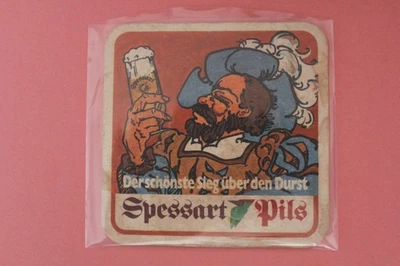 Der schönste Sieg über den Durst
Spessart Pils